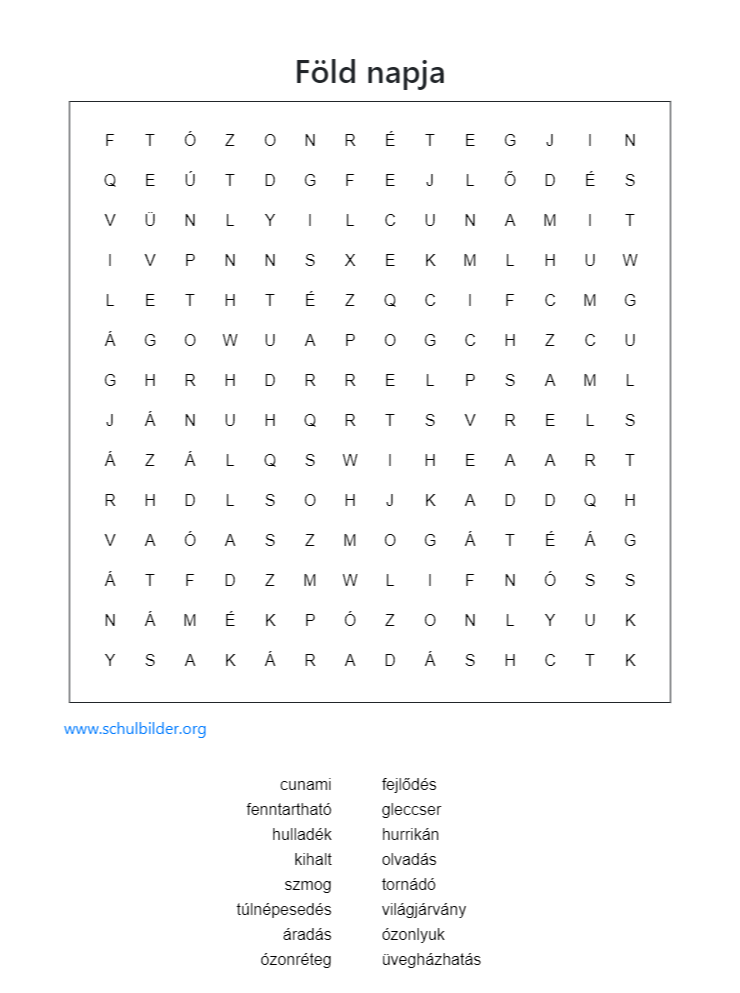 Föld napja
F T Ó Z O N R É T E G J I N
Q E Ú T D G F E J L Ő D É S
V Ü N L Y I L C U N A M I T
I V P N N S X E K M L H U W
L E T H T É Z Q C I F C M G
Á G O W U A P O G C H Z C U
G H R H D R R E L P S A M L
J Á N U H Q R T S V R E L S
Á Z Á L Q S W I H E A A R T
R H D L S O H J K A D D Q H
V A Ó A S Z M O G Á T É Á G
Á T F D Z M W L I F N Ó S S
N Á M É K P Ó Z O N L Y U K
Y S A K Á R A D Á S H C T K
www.schulbilder.org
cunami fejlődés
fenntartható gleccser
hulladék hurrikán
kihalt olvadás
szmog tornádó
túlnépesedés világjárvány
áradás ózonlyuk
ózonréteg üvegházhatás